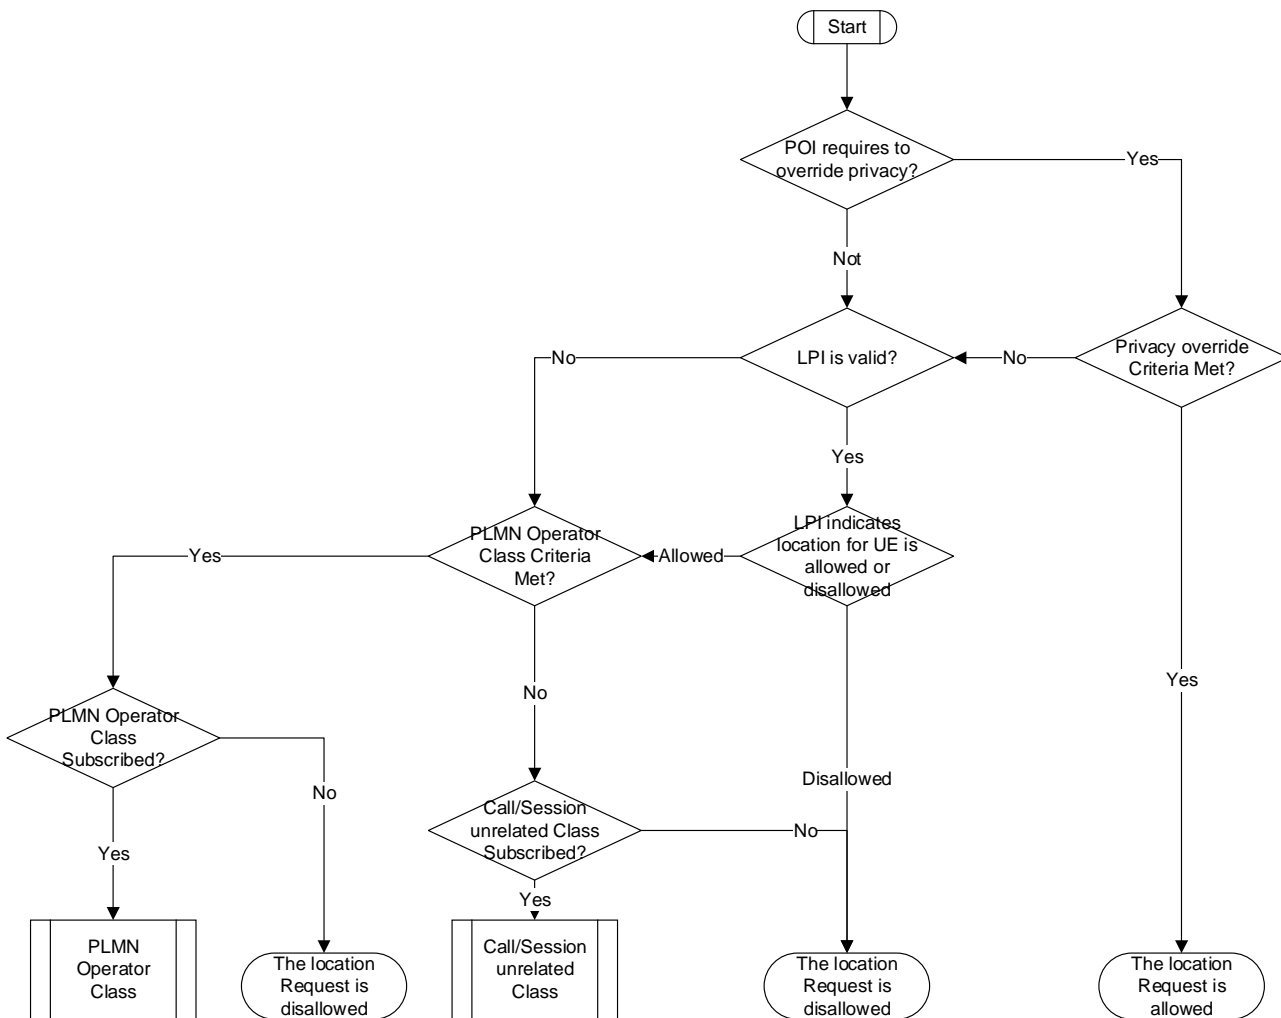 Start
POI requires to
override privacy?
Yes
Not
LPI is valid?
No
Privacy override
Criteria Met?
No
Yes
PLMN Operator
Class Criteria
Met?
Allowed
LPI indicates
location for UE is
allowed or
disallowed
Yes
Yes
No
PLMN Operator
Class
Subscribed?
No
Disallowed
Call/Session
unrelated Class
Subscribed?
No
Yes
Yes
PLMN
Operator
Class
The location
Request is
disallowed
Call/Session
unrelated
Class
The location
Request is
disallowed
The location
Request is
allowed